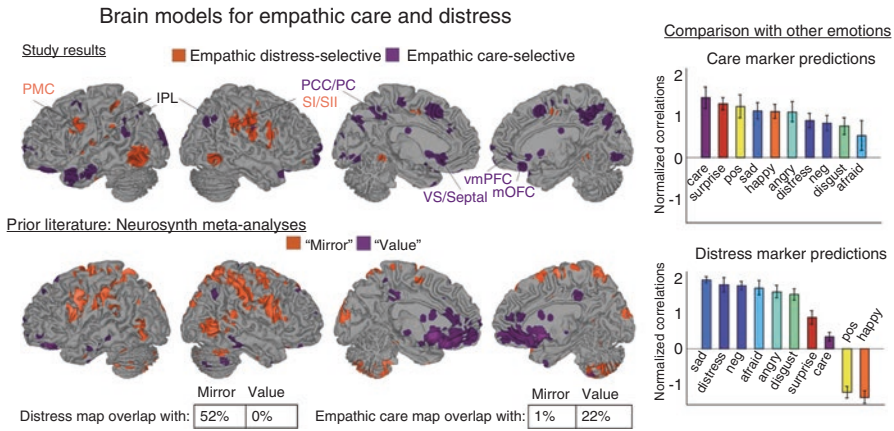 Brain models for empathic care and distress
Study results
Empathic distress-selective
Empathic care-selective
PMC
IPL
PCC/PC
SI/SII
VS/Septal
vmPFC
mOFC
Prior literature: Neurosynth meta-analyses
“Mirror”
“Value”
Mirror Value
Distress map overlap with: 52% 0%
Mirror Value
Empathic care map overlap with: 1% 22%
Comparison with other emotions
Care marker predictions
Normalized correlations
2
1
0
-1
care
surprise
pos
sad
happy
angry
distress
neg
disgust
afraid
Distress marker predictions
Normalized correlations
2
1
0
-1
sad
distress
neg
afraid
angry
disgust
surprise
care
pos
happy